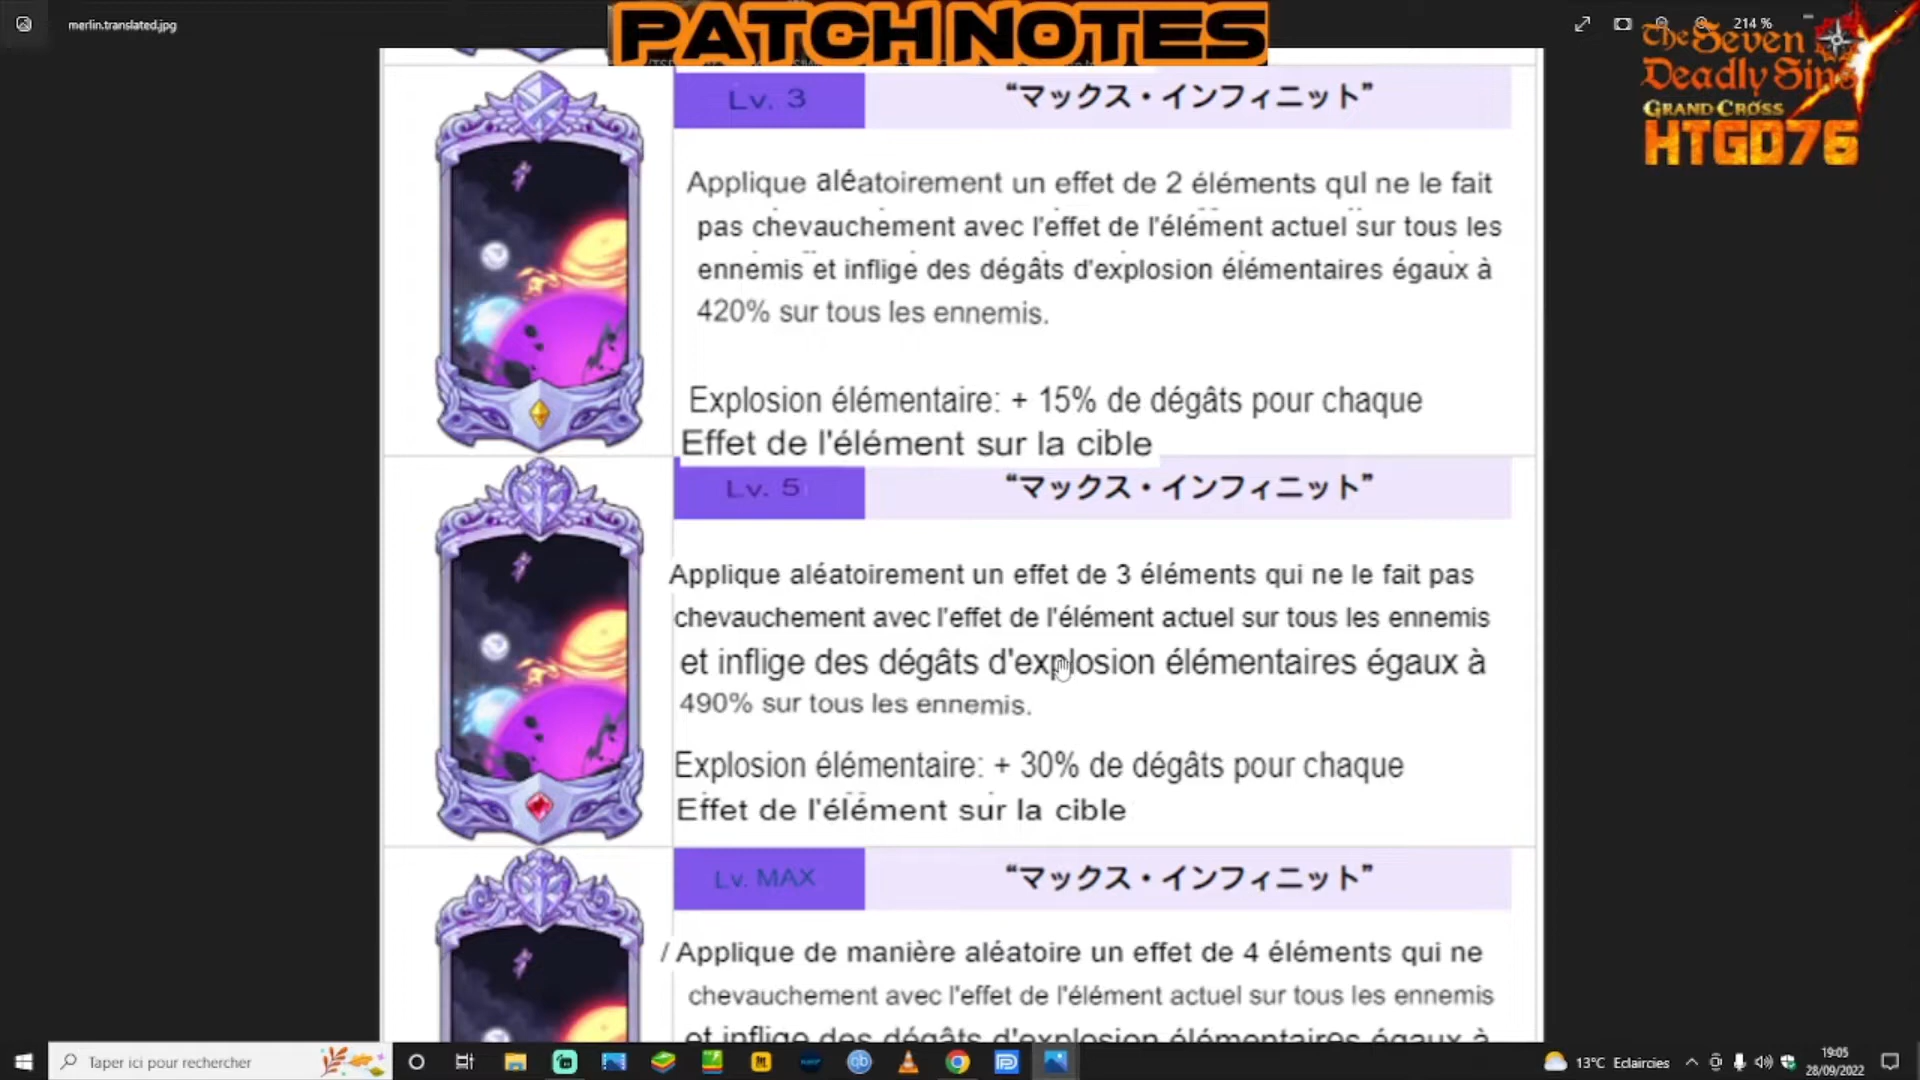 merlin.translated.jpg
PATCH NOTES
214 %
The Seven
Deadly Sins
GRAND CROSS
HTGD76
Lv. 3
“マックス・インフィニット”
Applique aléatoirement un effet de 2 éléments qui ne le fait
pas chevauchement avec l'effet de l'élément actuel sur tous les
ennemis et inflige des dégâts d'explosion élémentaires égaux à
420% sur tous les ennemis.
Explosion élémentaire: + 15% de dégâts pour chaque
Effet de l'élément sur la cible
Lv. 5
“マックス・インフィニット”
Applique aléatoirement un effet de 3 éléments qui ne le fait pas
chevauchement avec l'effet de l'élément actuel sur tous les ennemis
et inflige des dégâts d'explosion élémentaires égaux à
490% sur tous les ennemis.
Explosion élémentaire: + 30% de dégâts pour chaque
Effet de l'élément sur la cible
Lv. MAX
“マックス・インフィニット”
/ Applique de manière aléatoire un effet de 4 éléments qui ne
chevauchement avec l'effet de l'élément actuel sur tous les ennemis
et inflige des dégâts d'explosion élémentaires égaux à
Taper ici pour rechercher
13°C Eclaircies
19:05
28/09/2022